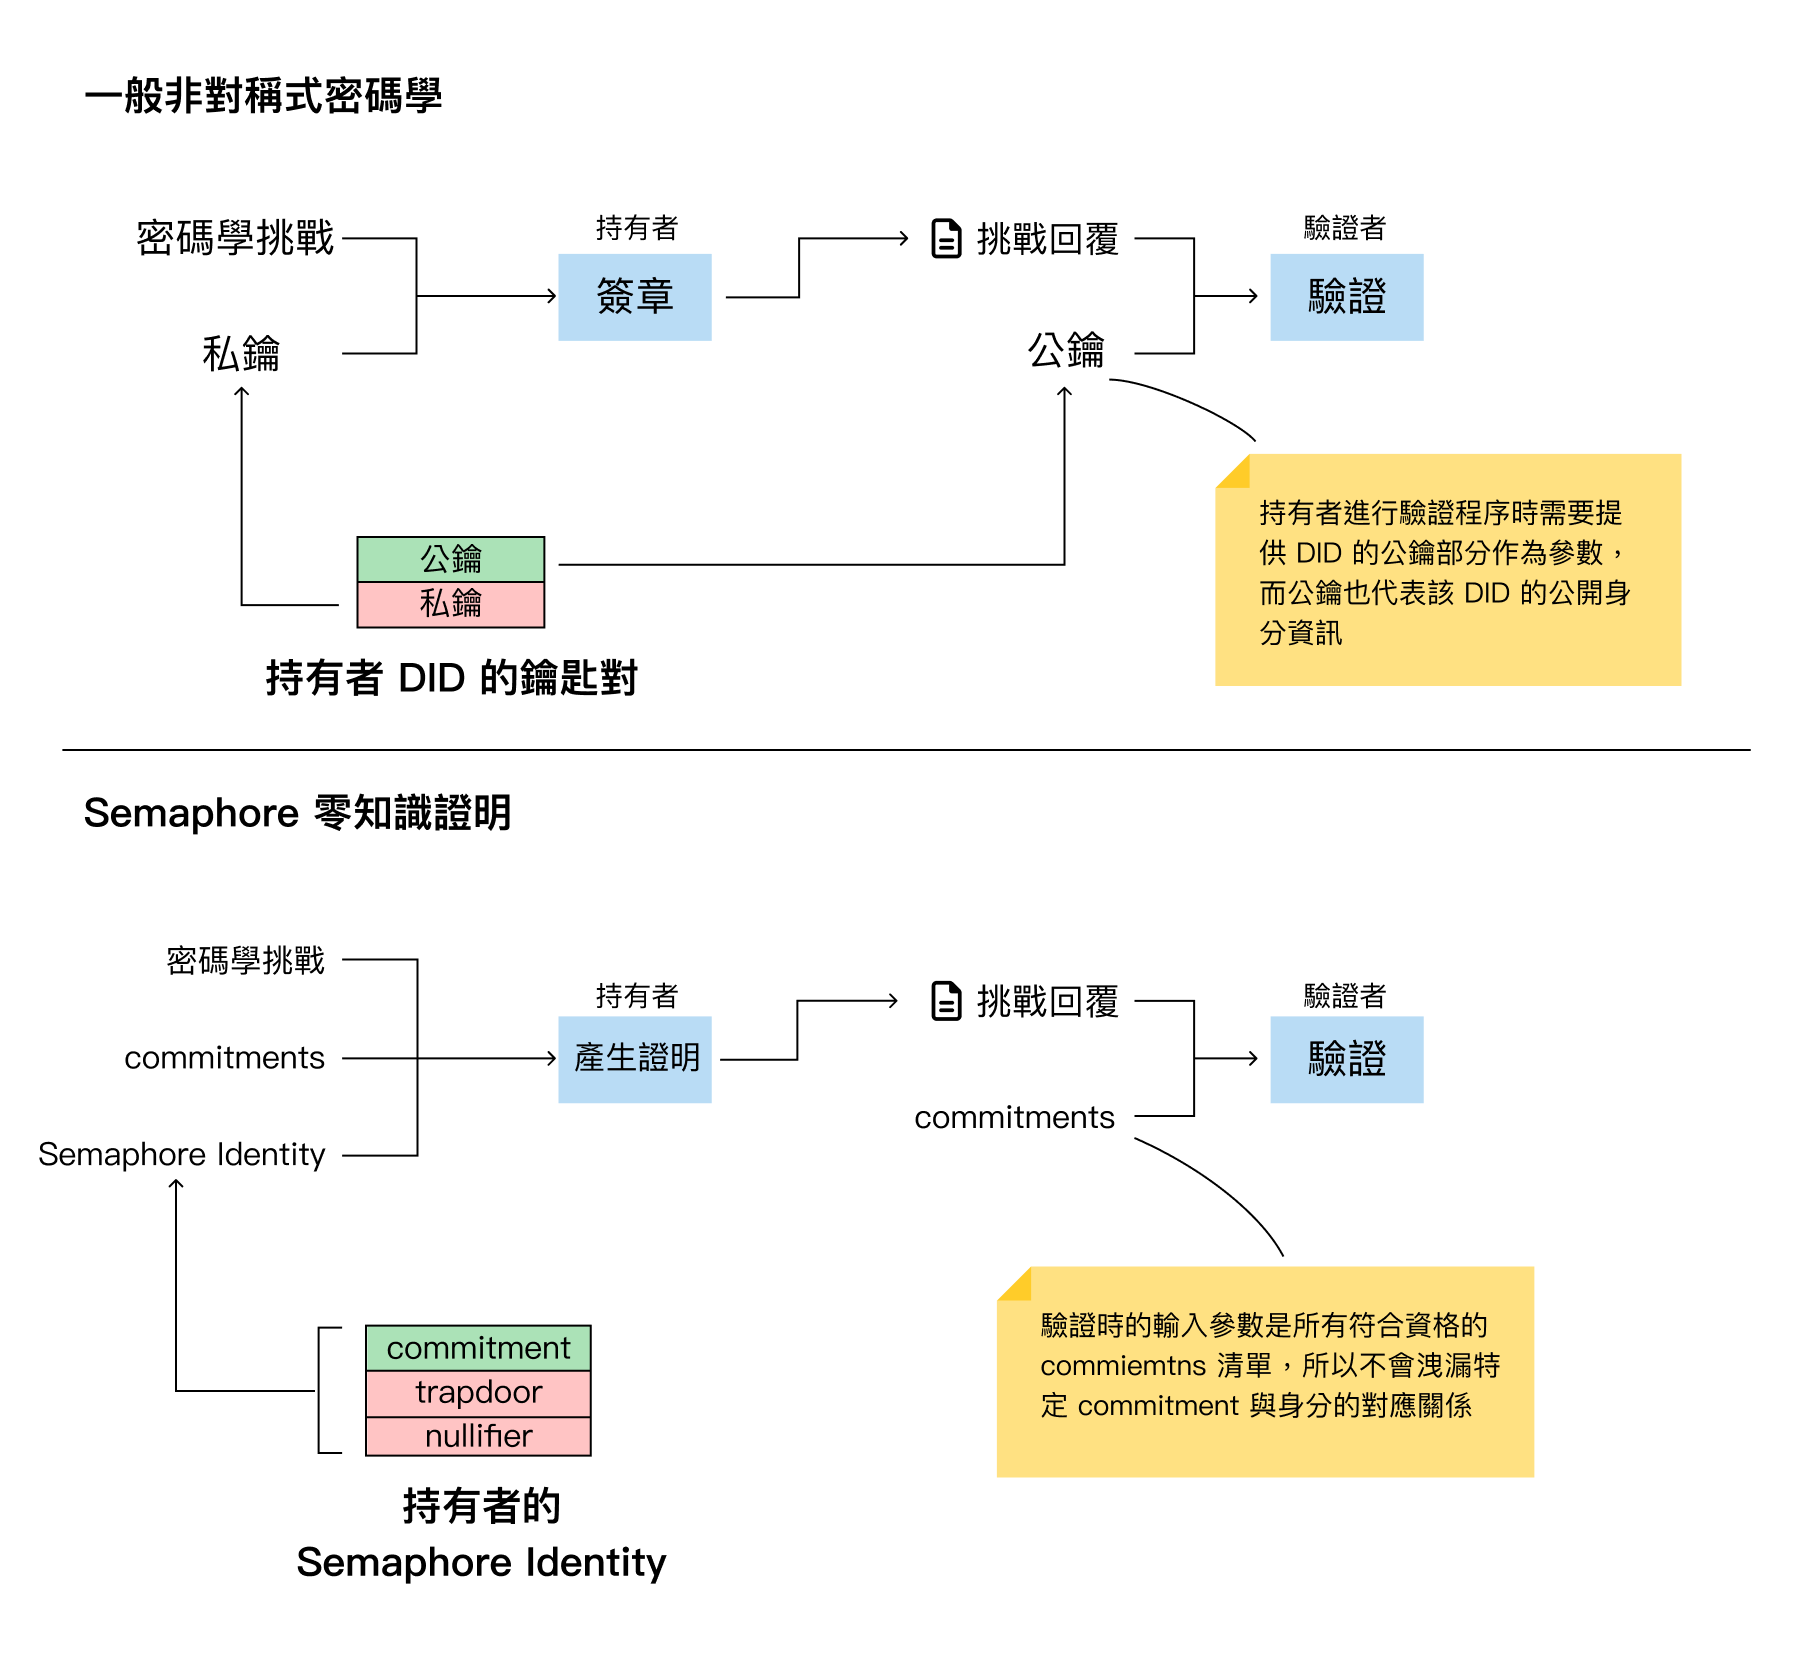 一般非對稱式密碼學
密碼學挑戰
私鑰
持有者
簽章
挑戰回覆
公鑰
驗證者
驗證
公鑰
私鑰
持有者 DID 的鑰匙對
持有者進行驗證程序時需要提
供 DID 的公鑰部分作為參數，
而公鑰也代表該 DID 的公開身
分資訊
Semaphore 零知識證明
密碼學挑戰
commitments
Semaphore Identity
持有者
產生證明
挑戰回覆
commitments
驗證者
驗證
commitment
trapdoor
nullifier
持有者的
Semaphore Identity
驗證時的輸入參數是所有符合資格的
commiemtns 清單，所以不會洩漏特
定 commitment 與身分的對應關係